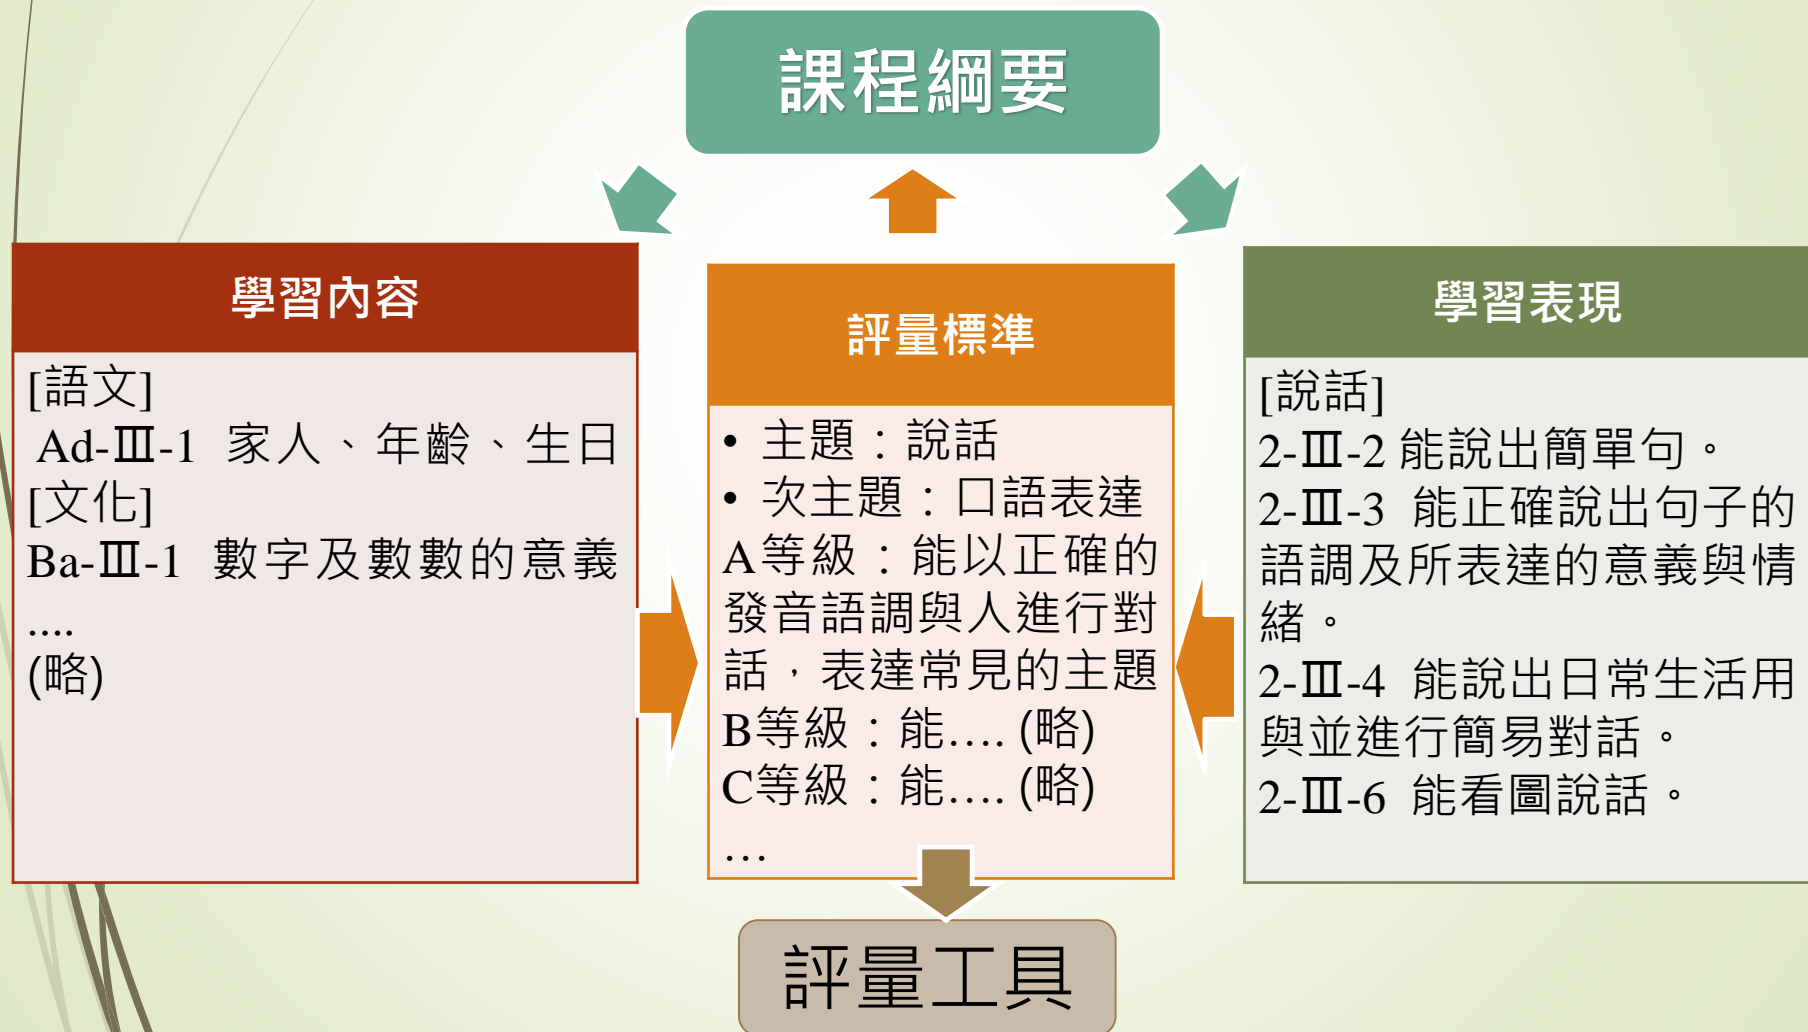 課程綱要
學習內容
[語文]
Ad-Ⅲ-1 家人、年齡、生日
[文化]
Ba-Ⅲ-1 數字及數數的意義
....
(略)
評量標準
• 主題：說話
• 次主題：口語表達
A等級：能以正確的
發音語調與人進行對
話，表達常見的主題
B等級：能.... (略)
C等級：能.... (略)
…
學習表現
[說話]
2-Ⅲ-2 能說出簡單句。
2-Ⅲ-3 能正確說出句子的
語調及所表達的意義與情
緒。
2-Ⅲ-4 能說出日常生活用
與並進行簡易對話。
2-Ⅲ-6 能看圖說話。
評量工具